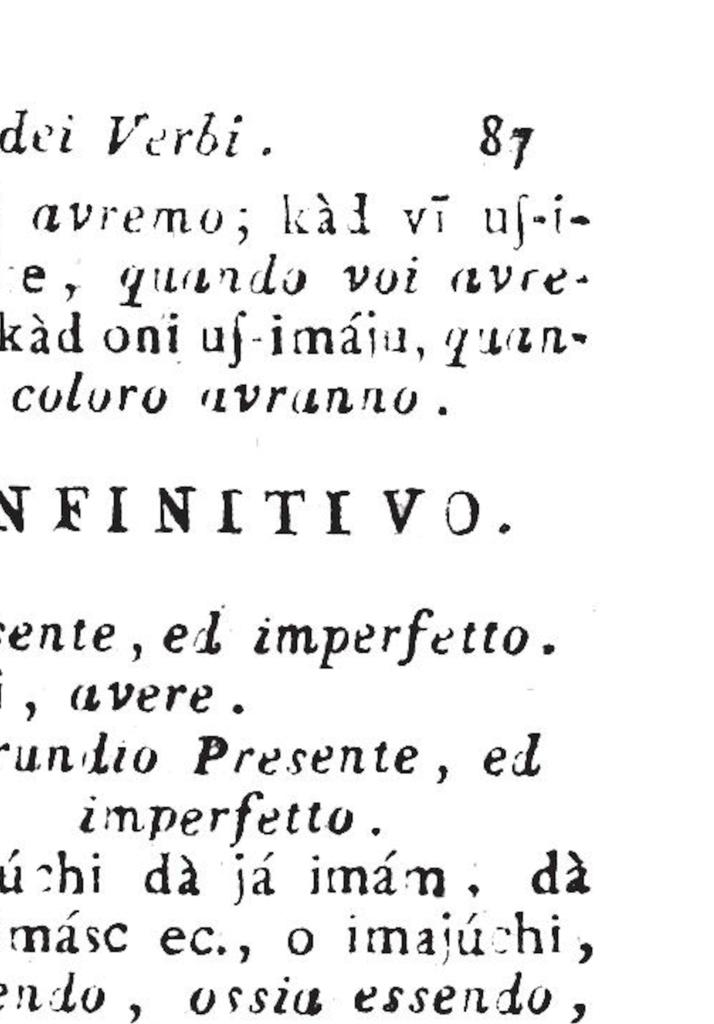 dei Verbi. 87
avremo; kàd vī uſ-i-
e, quando voi avre-
kàd oni uſ-imáju, quan-
coloro avranno.
NFINITIVO.
sente, ed imperfetto.
i, avere.
rundio Presente, ed
imperfetto.
úchi dà já imám, dà
imásc ec., o imajúchi,
endo, ossia essendo,